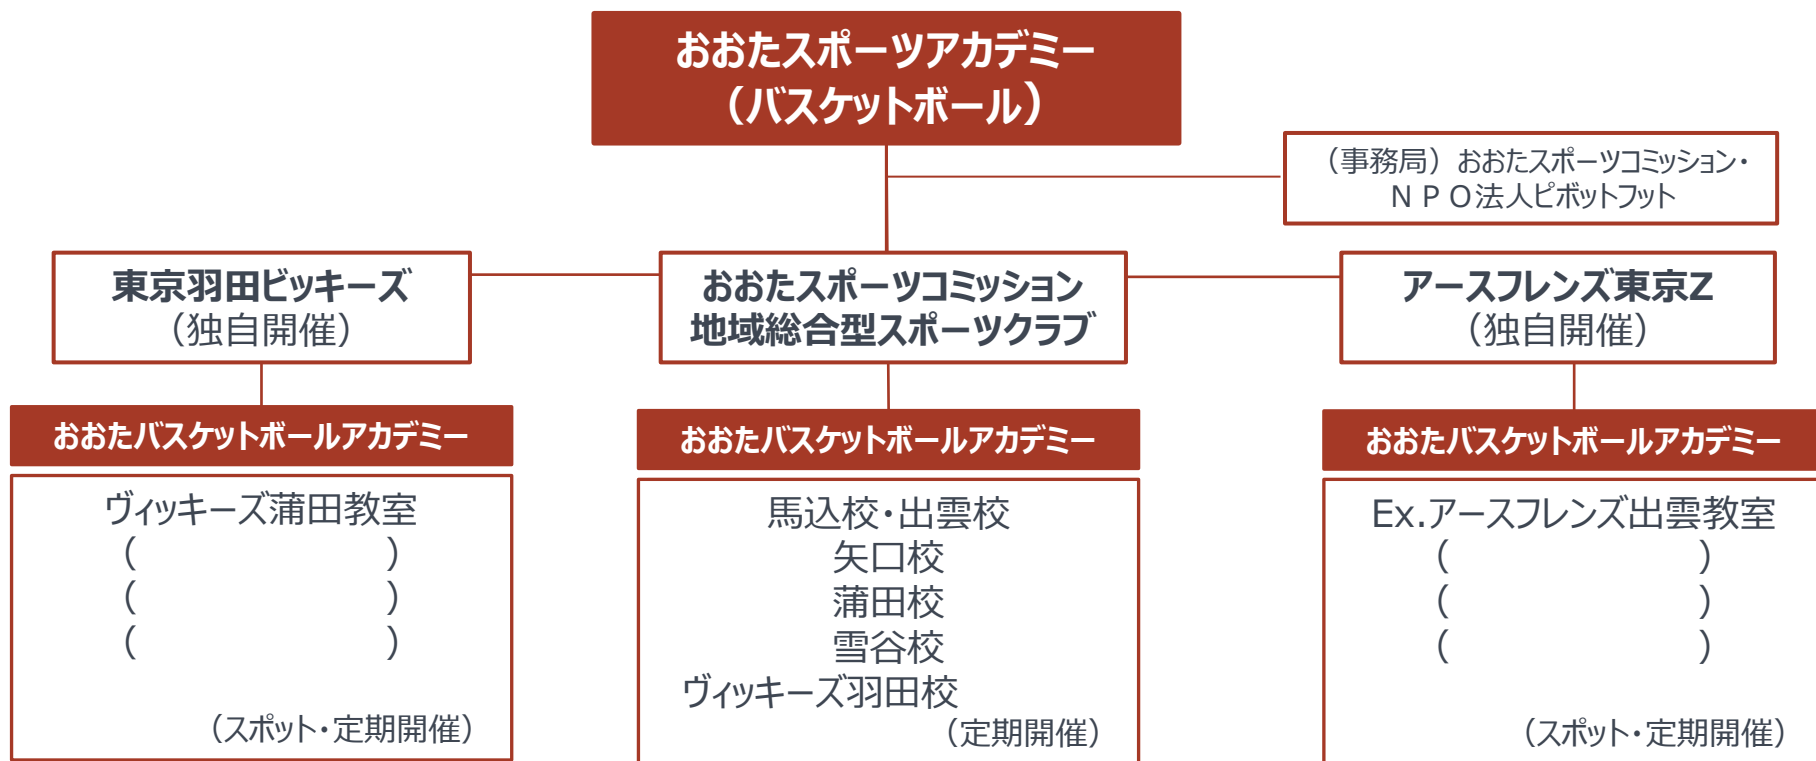 おおたスポーツアカデミー
（バスケットボール）
（事務局）おおたスポーツコミッション・
ＮＰＯ法人ピボットフット
東京羽田ビッキーズ
（独自開催）
おおたスポーツコミッション
地域総合型スポーツクラブ
アースフレンズ東京Z
（独自開催）
おおたバスケットボールアカデミー
ヴィッキーズ蒲田教室
（　　　　　　　）
（　　　　　　　）
（　　　　　　　）
（スポット・定期開催）
おおたバスケットボールアカデミー
馬込校・出雲校
矢口校
蒲田校
雪谷校
ヴィッキーズ羽田校
（定期開催）
おおたバスケットボールアカデミー
Ex.アースフレンズ出雲教室
（　　　　　　　）
（　　　　　　　）
（　　　　　　　）
（スポット・定期開催）